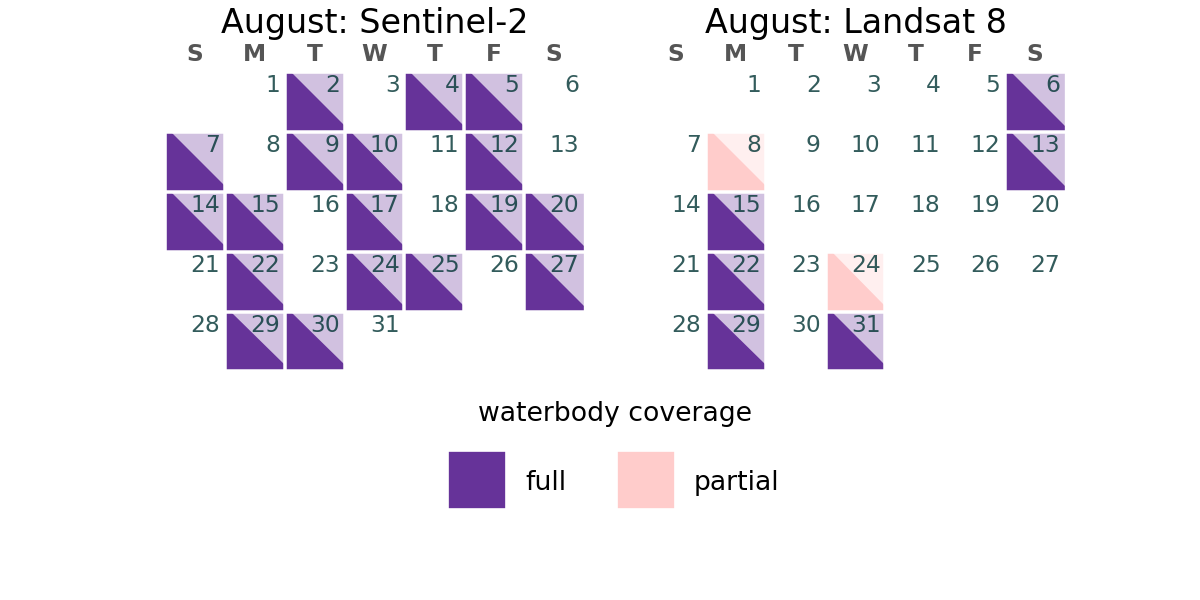 August: Sentinel-2
S M T W T F S
1 2 3 4 5 6
7 8 9 10 11 12 13
14 15 16 17 18 19 20
21 22 23 24 25 26 27
28 29 30 31
August: Landsat 8
S M T W T F S
1 2 3 4 5 6
7 8 9 10 11 12 13
14 15 16 17 18 19 20
21 22 23 24 25 26 27
28 29 30 31
waterbody coverage
full partial